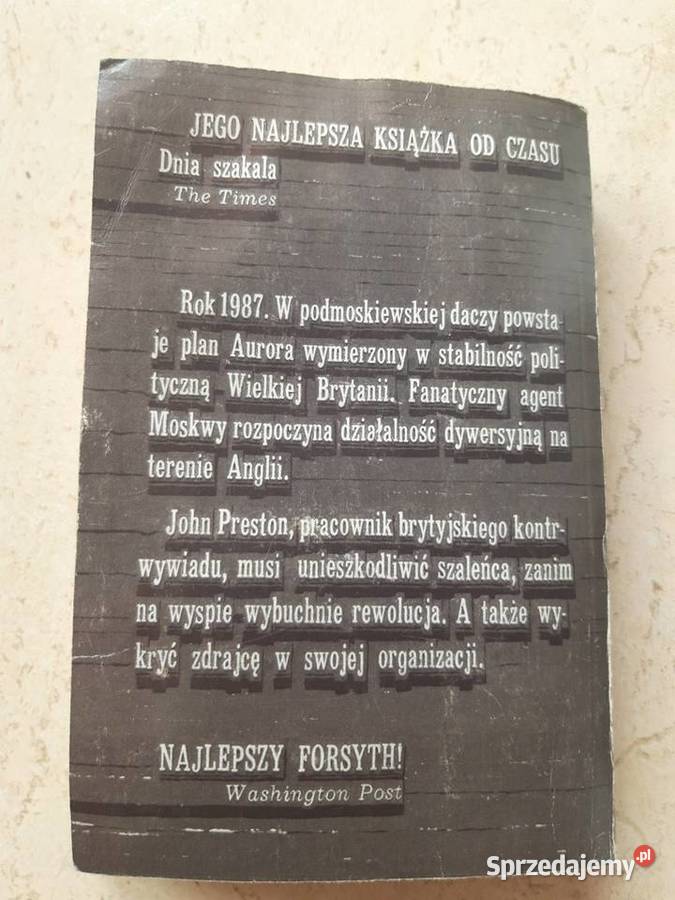 JEGO NAJLEPSZA KSIĄŻKA OD CZASU
Dnia szakala
The Times
Rok 1987. W podmoskiewskiej daczy powsta-
je plan Aurora wymierzony w stabilność poli-
tyczną Wielkiej Brytanii. Fanatyczny agent
Moskwy rozpoczyna działalność dywersyjną na
terenie Anglii.
John Preston, pracownik brytyjskiego kontr-
wywiadu, musi unieszkodliwić szaleńca, zanim
na wyspie wybuchnie rewolucja. A także wy-
kryć zdrajcę w swojej organizacji.
NAJLEPSZY FORSYTH!
Washington Post
Sprzedajemy.pl